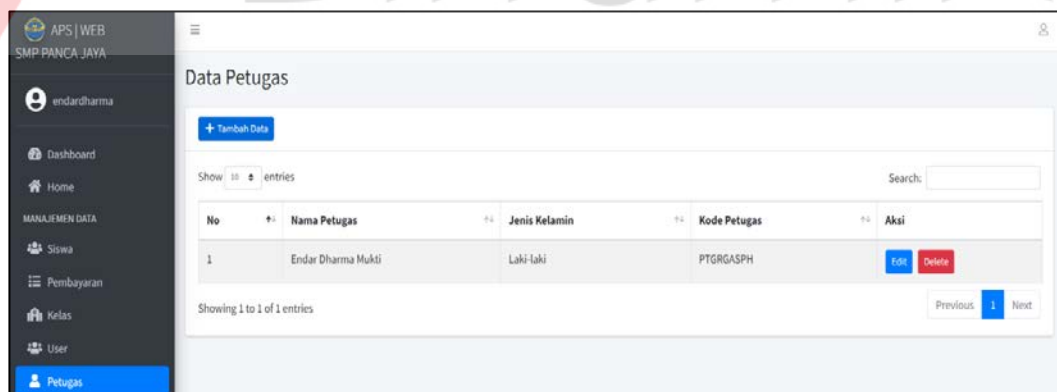 APS | WEB
SMP PANCA JAYA
endardharma
Dashboard
Home
MANAJEMEN DATA
Siswa
Pembayaran
Kelas
User
Petugas
Data Petugas
+ Tambah Data
Show 10 entries
Search:
No Nama Petugas Jenis Kelamin Kode Petugas Aksi
1 Endar Dharma Mukti Laki-laki PTGRGASPH Edit Delete
Showing 1 to 1 of 1 entries
Previous 1 Next